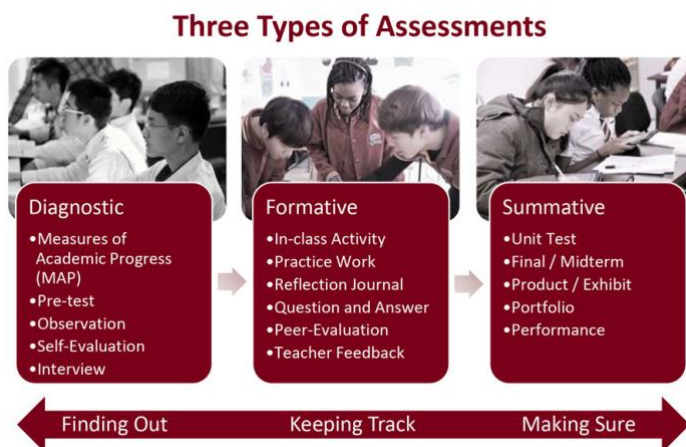 Three Types of Assessments
Diagnostic
•Measures of
Academic Progress
(MAP)
•Pre-test
•Observation
•Self-Evaluation
•Interview
Formative
•In-class Activity
•Practice Work
•Reflection Journal
•Question and Answer
•Peer-Evaluation
•Teacher Feedback
Summative
•Unit Test
•Final / Midterm
•Product / Exhibit
•Portfolio
•Performance
Finding Out
Keeping Track
Making Sure